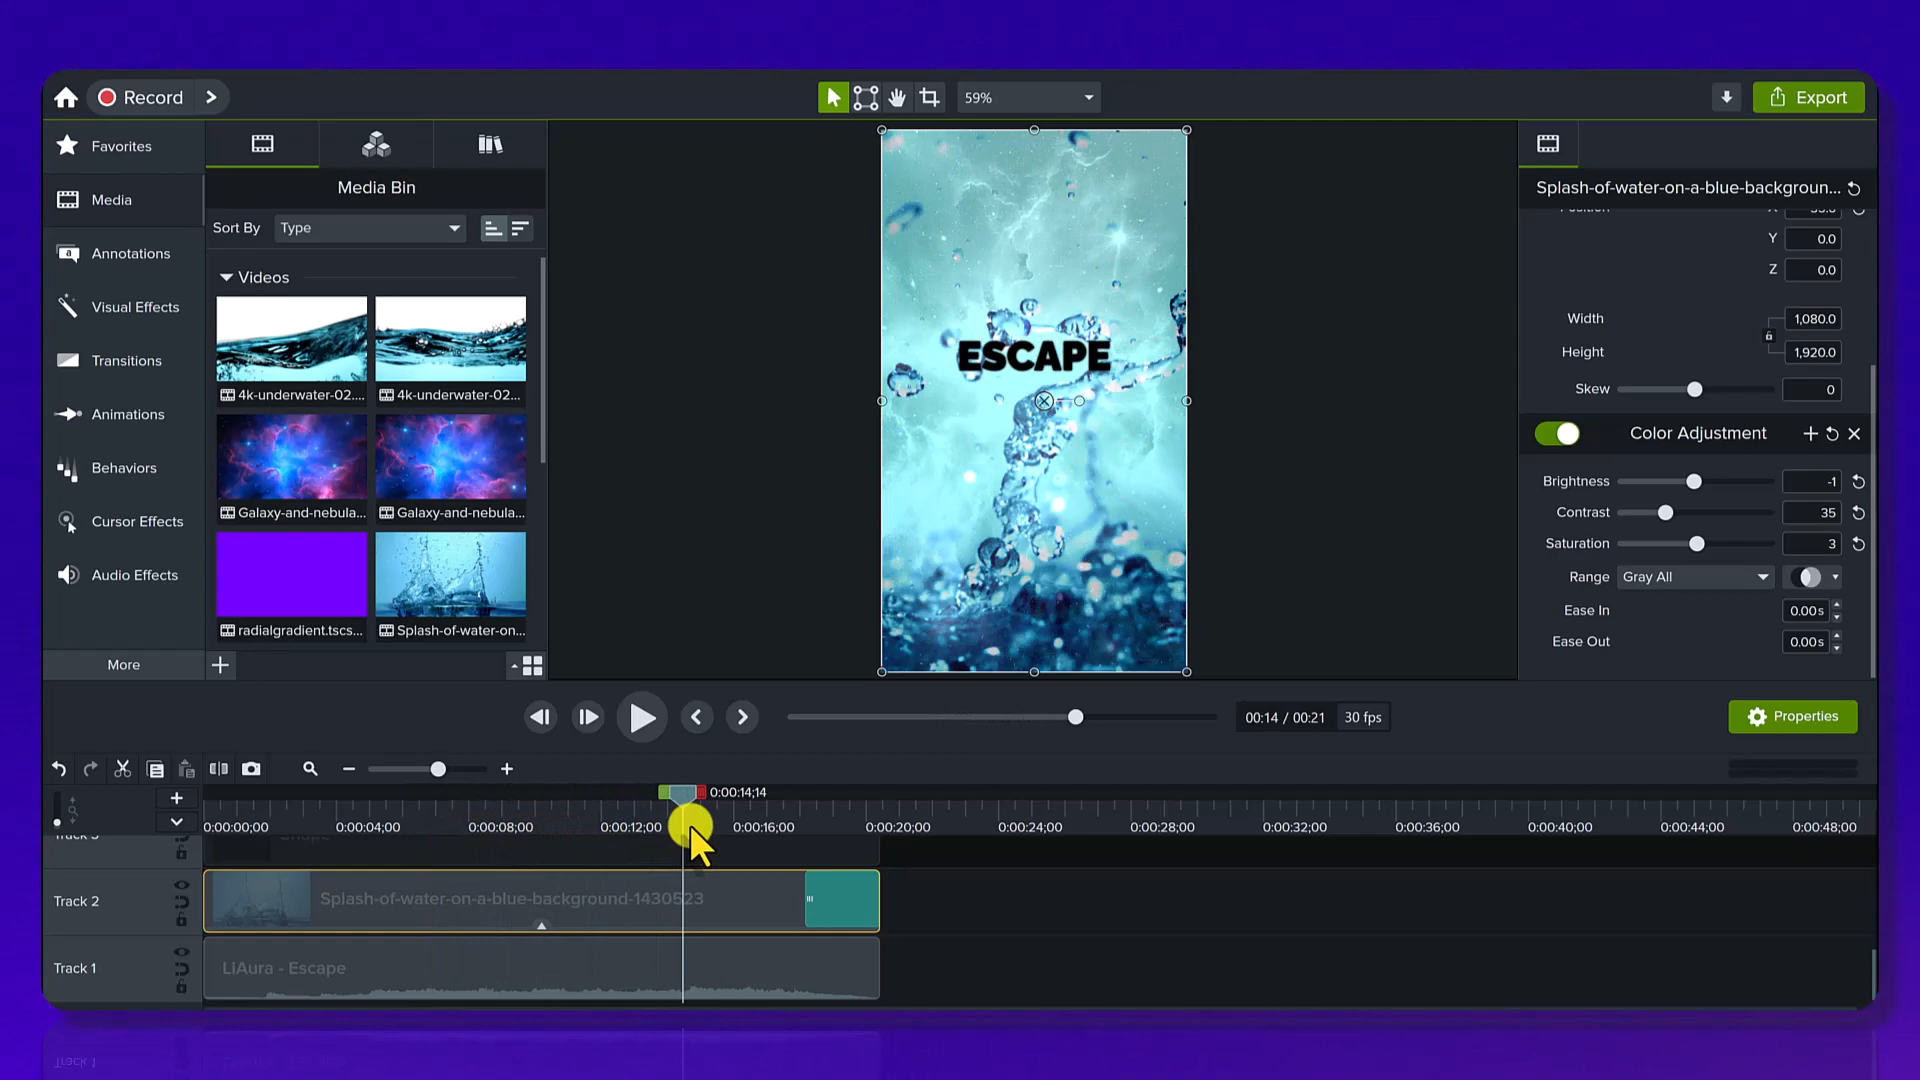 Record
59%
Export
Favorites
Media
Annotations
Visual Effects
Transitions
Animations
Behaviors
Cursor Effects
Audio Effects
More
Media Bin
Sort By
Type
Videos
4k-underwater-02....
4k-underwater-02...
Galaxy-and-nebula...
Galaxy-and-nebula...
radialgradient.tscs...
Splash-of-water-on...
ESCAPE
Splash-of-water-on-a-blue-backgroun...
Position
X
Y
0.0
Z
0.0
Width
1,080.0
Height
1,920.0
Skew
0
Color Adjustment
Brightness
-1
Contrast
35
Saturation
3
Range
Gray All
Ease In
0.00s
Ease Out
0.00s
00:14 / 00:21
30 fps
Properties
0:00:14;14
0:00:00;00
0:00:04;00
0:00:08;00
0:00:12;00
0:00:16;00
0:00:20;00
0:00:24;00
0:00:28;00
0:00:32;00
0:00:36;00
0:00:40;00
0:00:44;00
0:00:48;00
Track 3
Shape
Track 2
Splash-of-water-on-a-blue-background-1430523
Track 1
LiAura - Escape
Track 1